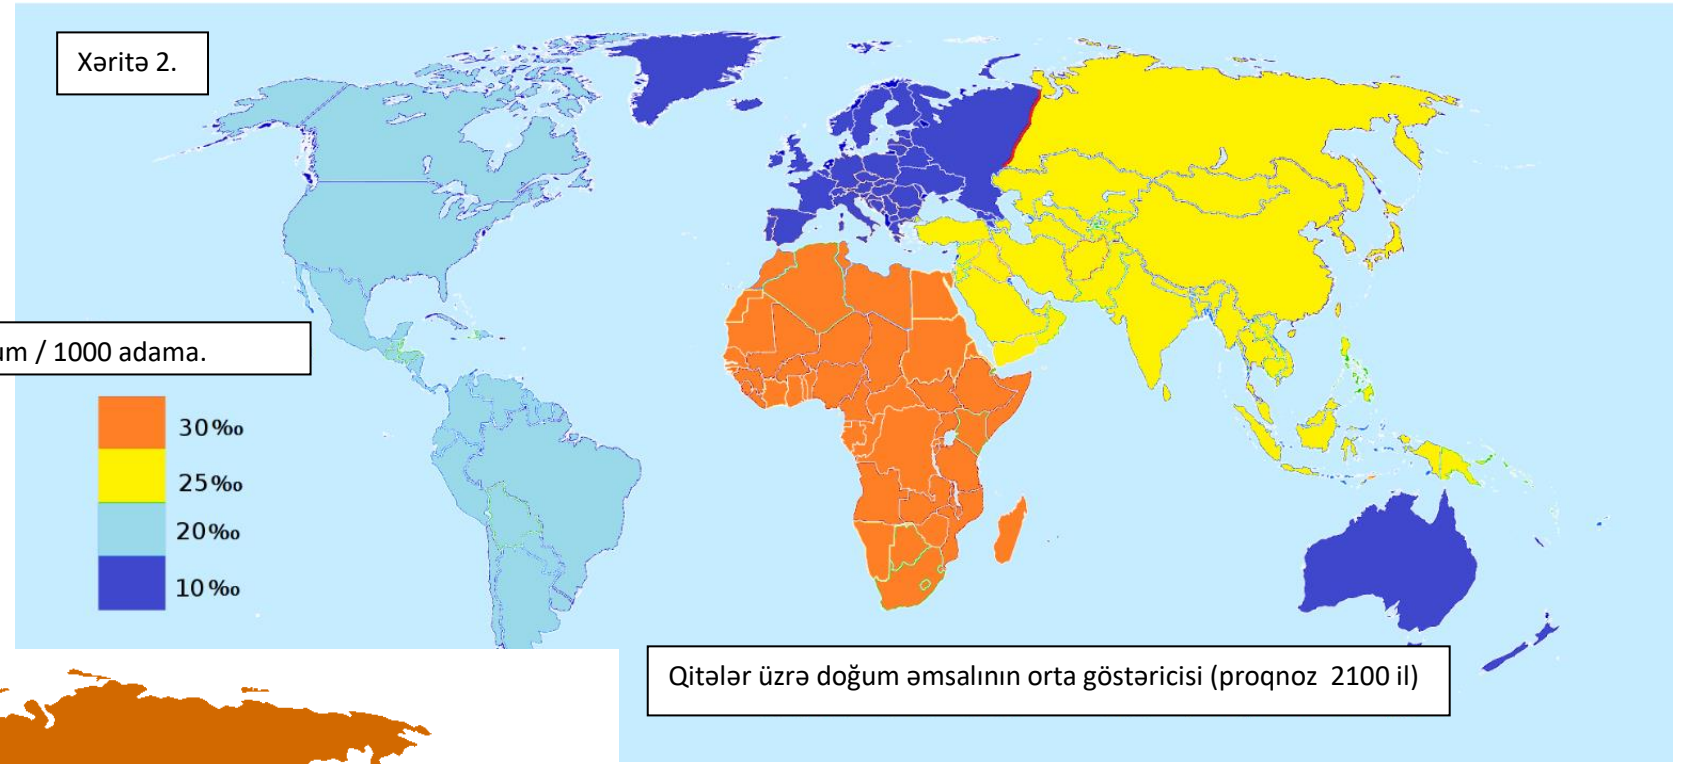 Xəritə 2.
um / 1000 adama.
30‰
25‰
20‰
10‰
Qitələr üzrə doğum əmsalının orta göstəricisi (proqnoz 2100 il)